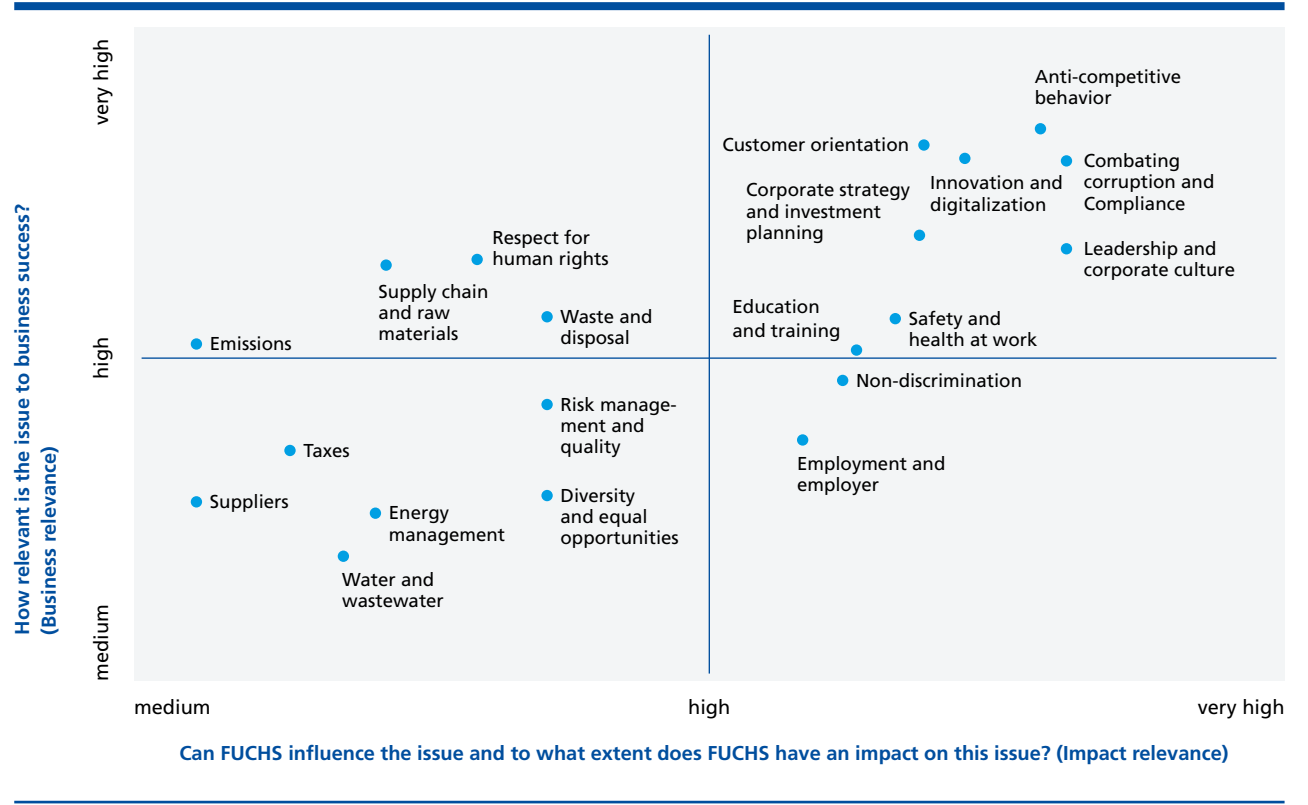 How relevant is the issue to business success?
(Business relevance)
very high
high
medium
Anti-competitive
behavior
Customer orientation
Innovation and
digitalization
Combating
corruption and
Compliance
Corporate strategy
and investment
planning
Leadership and
corporate culture
Respect for
human rights
Supply chain
and raw
materials
Waste and
disposal
Education
and training
Safety and
health at work
Emissions
Non-discrimination
Risk manage-
ment and
quality
Employment and
employer
Taxes
Suppliers
Energy
management
Diversity
and equal
opportunities
Water and
wastewater
medium
high
very high
Can FUCHS influence the issue and to what extent does FUCHS have an impact on this issue? (Impact relevance)